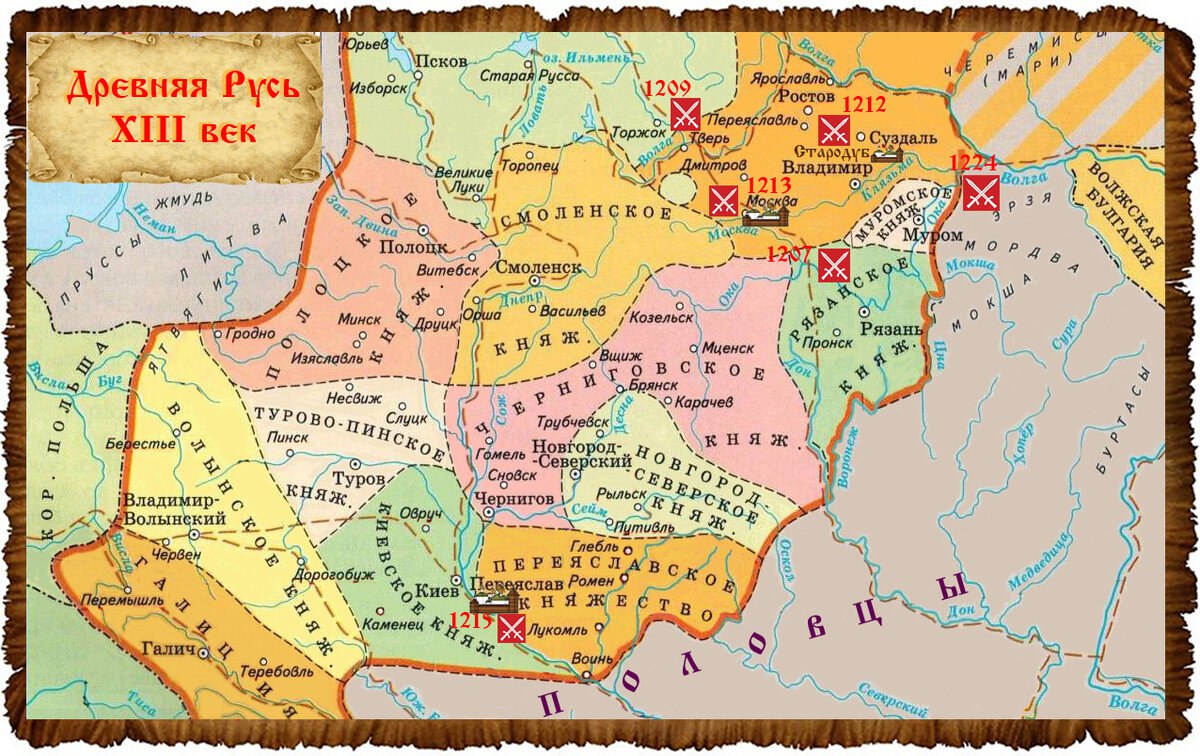 Древняя Русь
XIII век
Юрьев
Псков
Изборск
Старая Русса
оз. Ильмень
Ловать
Волга
ЧЕРЕМИСЫ
(МАРИ)
Ярославль
Ростов
1209
1212
Переяславль
Торжок
Тверь
Волга
Дмитров
Суздаль
Стародуб
Владимир
Клязьма
1224
Волга
ВОЛЖСКАЯ
БУЛГАРИЯ
Торопец
Великие
Луки
1213
Москва
Москва
МУРОМСКОЕ
КНЯЖ.
Ока
Муром
ЭРЗЯ
МОРДВА
МОКША
Мокша
Сура
ЖМУДЬ
Неман
ПРУССЫ
ЛИТВА
ЯТВЯГИ
Зап. Двина
ПОЛОЦКОЕ
КНЯЖ.
Полоцк
Витебск
СМОЛЕНСКОЕ
КНЯЖ.
Смоленск
Днепр
Орша
Васильев
Гродно
Минск
Друцк
Изяславль
1207
Ока
РЯЗАНСКОЕ
КНЯЖ.
Рязань
Пронск
Дон
Цна
Козельск
Мценск
Вщиж
Брянск
Карачев
ЧЕРНИГОВСКОЕ
КНЯЖ.
Сож
Десна
Трубчевск
Новгород
-Северский
НОВГОРОД-
СЕВЕРСКОЕ
КНЯЖ.
Гомель
Сновск
Чернигов
Рыльск
Сейм
Путивль
КОР. ПОЛЬША
Висла
Буг
Берестье
Несвиж
Слуцк
ТУРОВО-ПИНСКОЕ
КНЯЖ.
Пинск
Туров
ВОЛЫНСКОЕ
КНЯЖ.
Владимир-
Волынский
Червен
Дорогобуж
Овруч
КИЕВСКОЕ КНЯЖ.
Киев
Каменец
Переяслав
1215
ПЕРЕЯСЛАВСКОЕ
КНЯЖЕСТВО
Глебль
Ромен
Лукомль
Воинь
Воронеж
Хопер
БУРТАСЫ
Медведица
Оскол
Дон
ПОЛОВЦЫ
Северский
Волга
Перемышль
Галич
Теребовль
ГАЛИЦИЯ
Тиса
Юж. Б